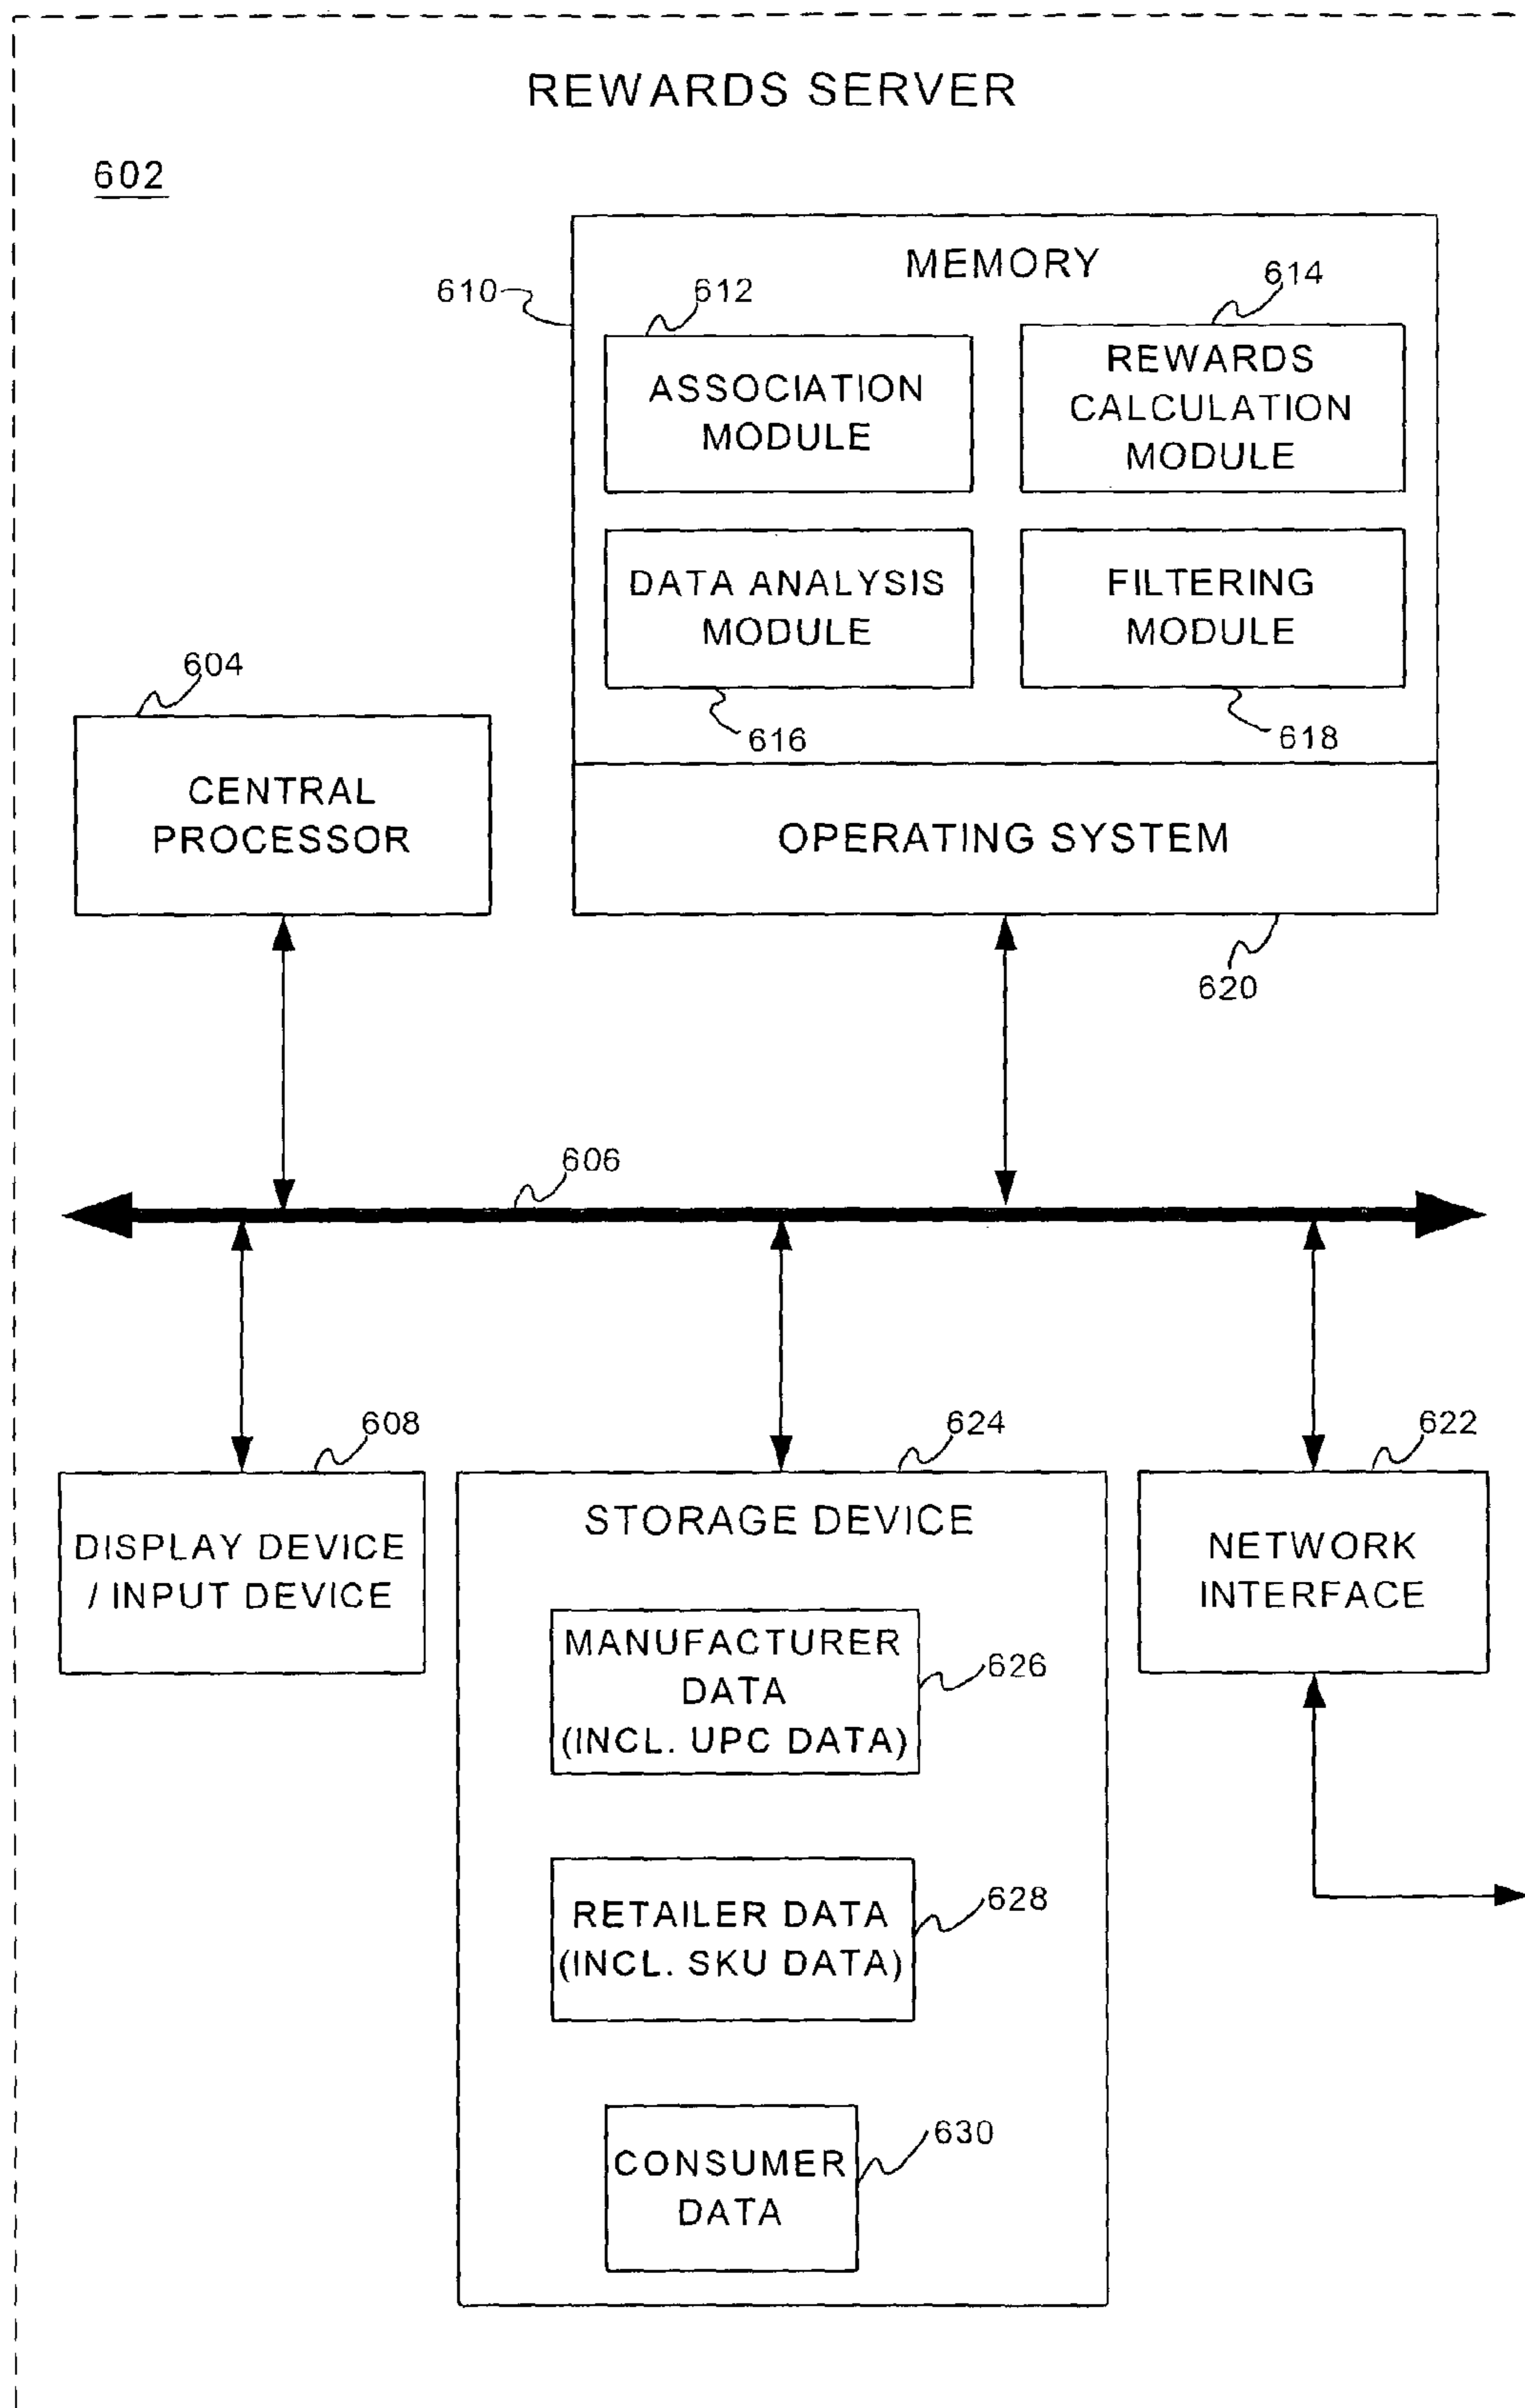 REWARDS SERVER
602
MEMORY
610
612
614
ASSOCIATION
MODULE
REWARDS
CALCULATION
MODULE
DATA ANALYSIS
MODULE
FILTERING
MODULE
604
616
618
CENTRAL
PROCESSOR
OPERATING SYSTEM
620
606
608
624
622
DISPLAY DEVICE
/ INPUT DEVICE
STORAGE DEVICE
NETWORK
INTERFACE
MANUFACTURER
DATA
(INCL. UPC DATA)
626
RETAILER DATA
(INCL. SKU DATA)
628
CONSUMER
DATA
630